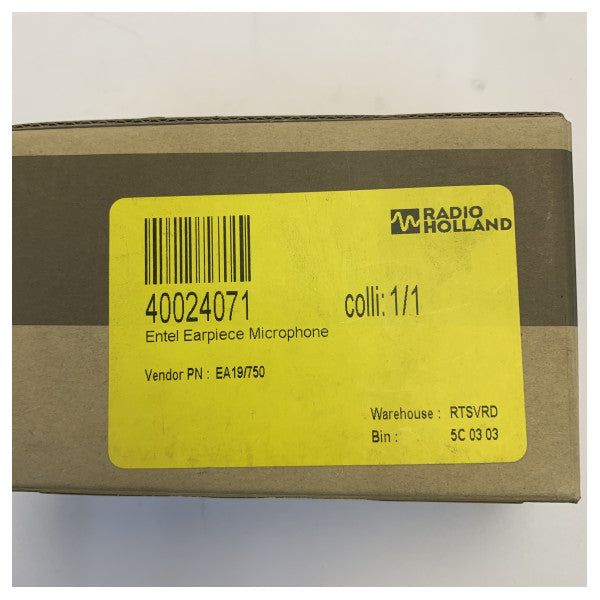 RADIO
HOLLAND
40024071 colli: 1/1
Entel Earpiece Microphone
Vendor PN : EA19/750
Warehouse : RTSVRD
Bin : 5C 03 03